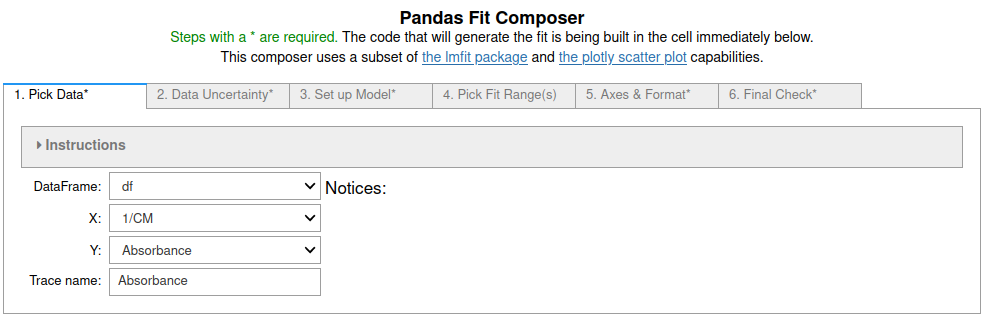 Pandas Fit Composer
Steps with a * are required. The code that will generate the fit is being built in the cell immediately below.
This composer uses a subset of the lmfit package and the plotly scatter plot capabilities.
1. Pick Data* 2. Data Uncertainty* 3. Set up Model* 4. Pick Fit Range(s) 5. Axes & Format* 6. Final Check*
Instructions
DataFrame: df Notices:
X: 1/CM
Y: Absorbance
Trace name: Absorbance